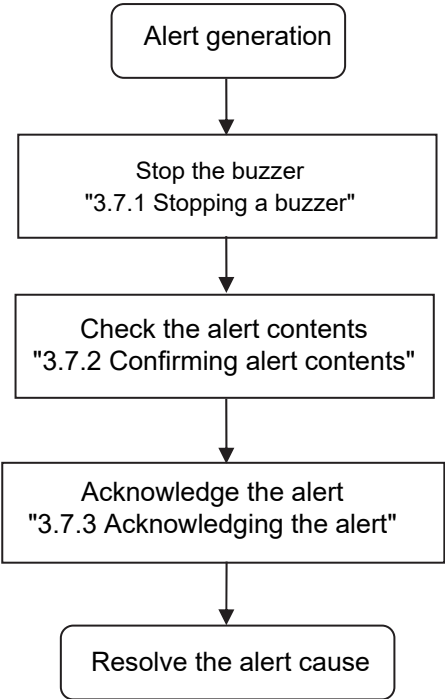 Alert generation
Stop the buzzer
"3.7.1 Stopping a buzzer"
Check the alert contents
"3.7.2 Confirming alert contents"
Acknowledge the alert
"3.7.3 Acknowledging the alert"
Resolve the alert cause